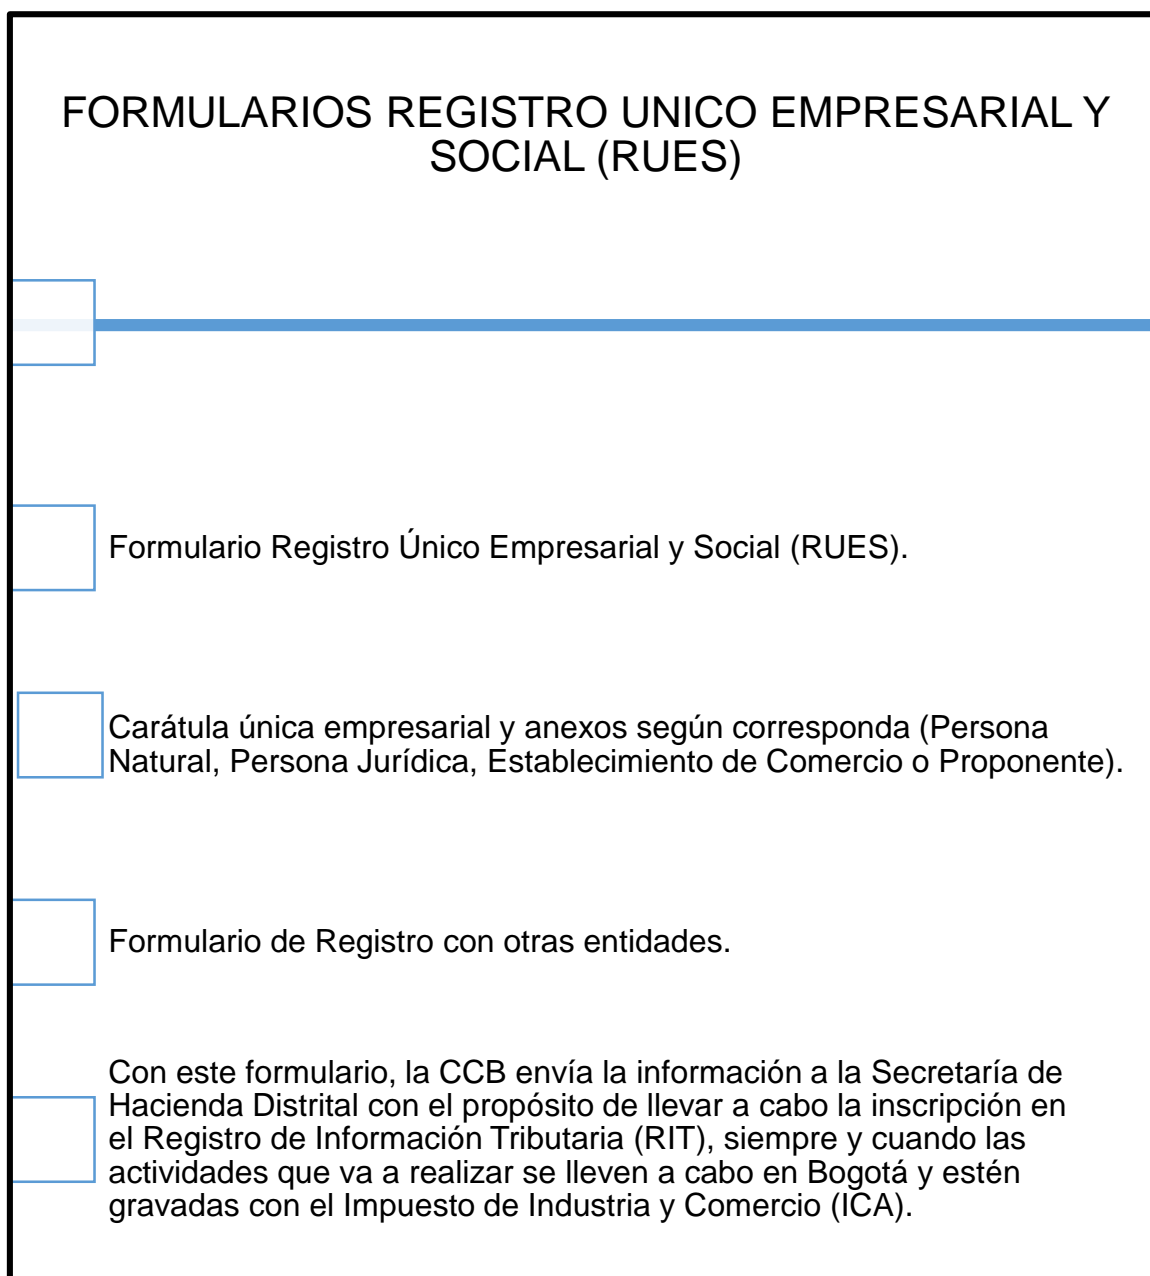 FORMULARIOS REGISTRO UNICO EMPRESARIAL Y
SOCIAL (RUES)
Formulario Registro Único Empresarial y Social (RUES).
Carátula única empresarial y anexos según corresponda (Persona
Natural, Persona Jurídica, Establecimiento de Comercio o Proponente).
Formulario de Registro con otras entidades.
Con este formulario, la CCB envía la información a la Secretaría de
Hacienda Distrital con el propósito de llevar a cabo la inscripción en
el Registro de Información Tributaria (RIT), siempre y cuando las
actividades que va a realizar se lleven a cabo en Bogotá y estén
gravadas con el Impuesto de Industria y Comercio (ICA).